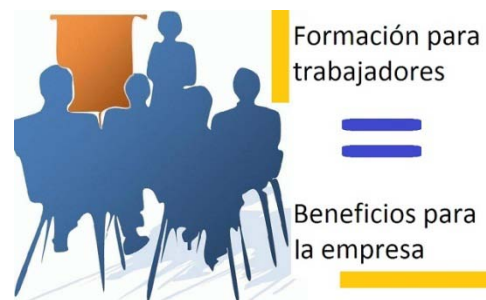 Formación para
trabajadores
Beneficios para
la empresa